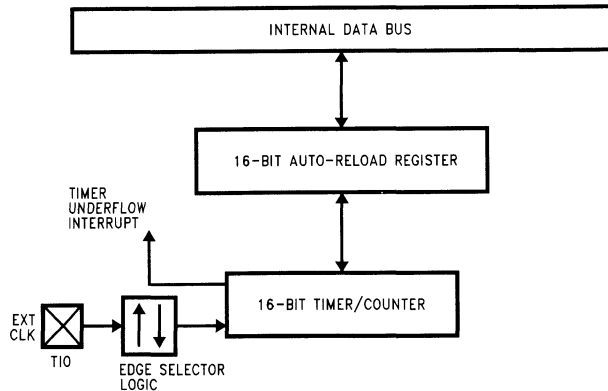 INTERNAL DATA BUS
16-BIT AUTO-RELOAD REGISTER
TIMER
UNDERFLOW
INTERRUPT
16-BIT TIMER/COUNTER
EXT
CLK
TIO
EDGE SELECTOR
LOGIC